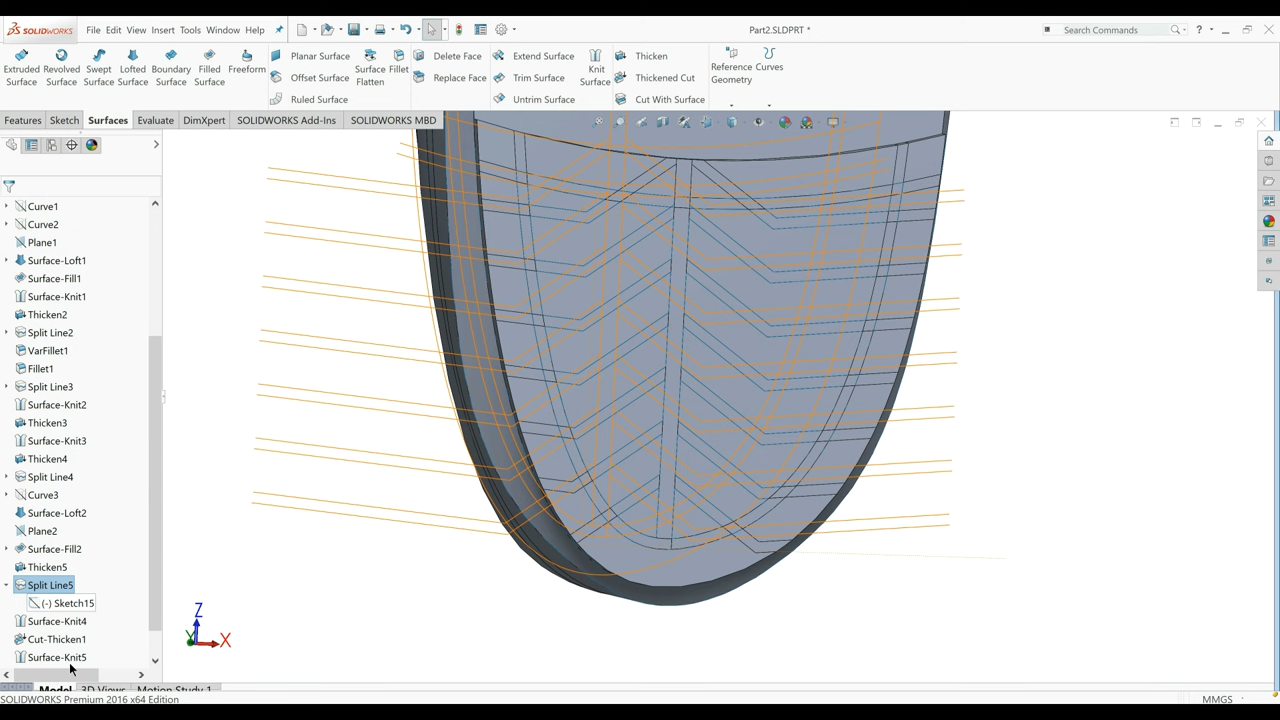 SOLIDWORKS File Edit View Insert Tools Window Help Part2.SLDPRT * Search Commands ?
Extruded Surface
Revolved Surface
Swept Surface
Lofted Surface
Boundary Surface
Filled Surface
Freeform
Planar Surface
Offset Surface
Ruled Surface
Surface Flatten
Fillet
Delete Face
Replace Face
Extend Surface
Trim Surface
Untrim Surface
Knit Surface
Thicken
Thickened Cut
Cut With Surface
Reference Geometry
Curves
Features Sketch Surfaces Evaluate DimXpert SOLIDWORKS Add-Ins SOLIDWORKS MBD
Curve1
Curve2
Plane1
Surface-Loft1
Surface-Fill1
Surface-Knit1
Thicken2
Split Line2
VarFillet1
Fillet1
Split Line3
Surface-Knit2
Thicken3
Surface-Knit3
Thicken4
Split Line4
Curve3
Surface-Loft2
Plane2
Surface-Fill2
Thicken5
Split Line5
(-) Sketch15
Surface-Knit4
Cut-Thicken1
Surface-Knit5
Z
Y
X
Model 3D Views Motion Study 1
SOLIDWORKS Premium 2016 x64 Edition MMGS